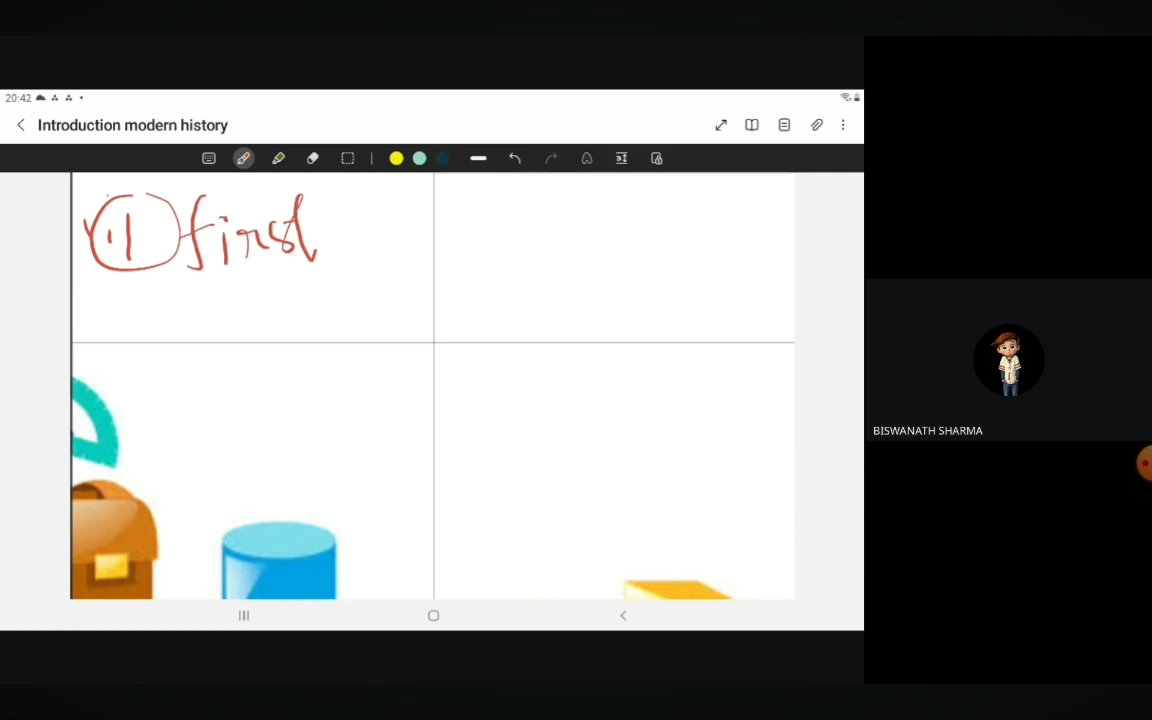 20:42
Introduction modern history
① first
BISWANATH SHARMA